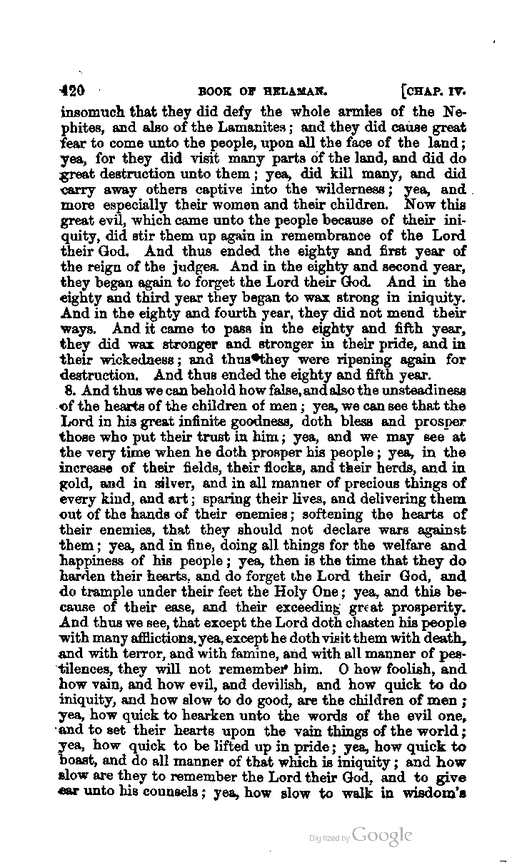 420 BOOK OF HELAMAN. [CHAP. IV.
insomuch that they did defy the whole armies of the Ne-
phites, and also of the Lamanites; and they did cause great
fear to come unto the people, upon all the face of the land;
yea, for they did visit many parts of the land, and did do
great destruction unto them; yea, did kill many, and did
carry away others captive into the wilderness; yea, and
more especially their women and their children. Now this
great evil, which came unto the people because of their ini-
quity, did stir them up again in remembrance of the Lord
their God. And thus ended the eighty and first year of
the reign of the judges. And in the eighty and second year,
they began again to forget the Lord their God. And in the
eighty and third year they began to wax strong in iniquity.
And in the eighty and fourth year, they did not mend their
ways. And it came to pass in the eighty and fifth year,
they did wax stronger and stronger in their pride, and in
their wickedness; and thus they were ripening again for
destruction. And thus ended the eighty and fifth year.
8. And thus we can behold how false, and also the unsteadiness
of the hearts of the children of men; yea, we can see that the
Lord in his great infinite goodness, doth bless and prosper
those who put their trust in him; yea, and we may see at
the very time when he doth prosper his people; yea, in the
increase of their fields, their flocks, and their herds, and in
gold, and in silver, and in all manner of precious things of
every kind, and art; sparing their lives, and delivering them
out of the hands of their enemies; softening the hearts of
their enemies, that they should not declare wars against
them; yea, and in fine, doing all things for the welfare and
happiness of his people; yea, then is the time that they do
harden their hearts, and do forget the Lord their God, and
do trample under their feet the Holy One; yea, and this be-
cause of their ease, and their exceeding great prosperity.
And thus we see, that except the Lord doth chasten his people
with many afflictions, yea, except he doth visit them with death,
and with terror, and with famine, and with all manner of pes-
tilences, they will not remember him. O how foolish, and
how vain, and how evil, and devilish, and how quick to do
iniquity, and how slow to do good, are the children of men;
yea, how quick to hearken unto the words of the evil one,
and to set their hearts upon the vain things of the world;
yea, how quick to be lifted up in pride; yea, how quick to
boast, and do all manner of that which is iniquity; and how
slow are they to remember the Lord their God, and to give
ear unto his counsels; yea, how slow to walk in wisdom's
Digitized by Google